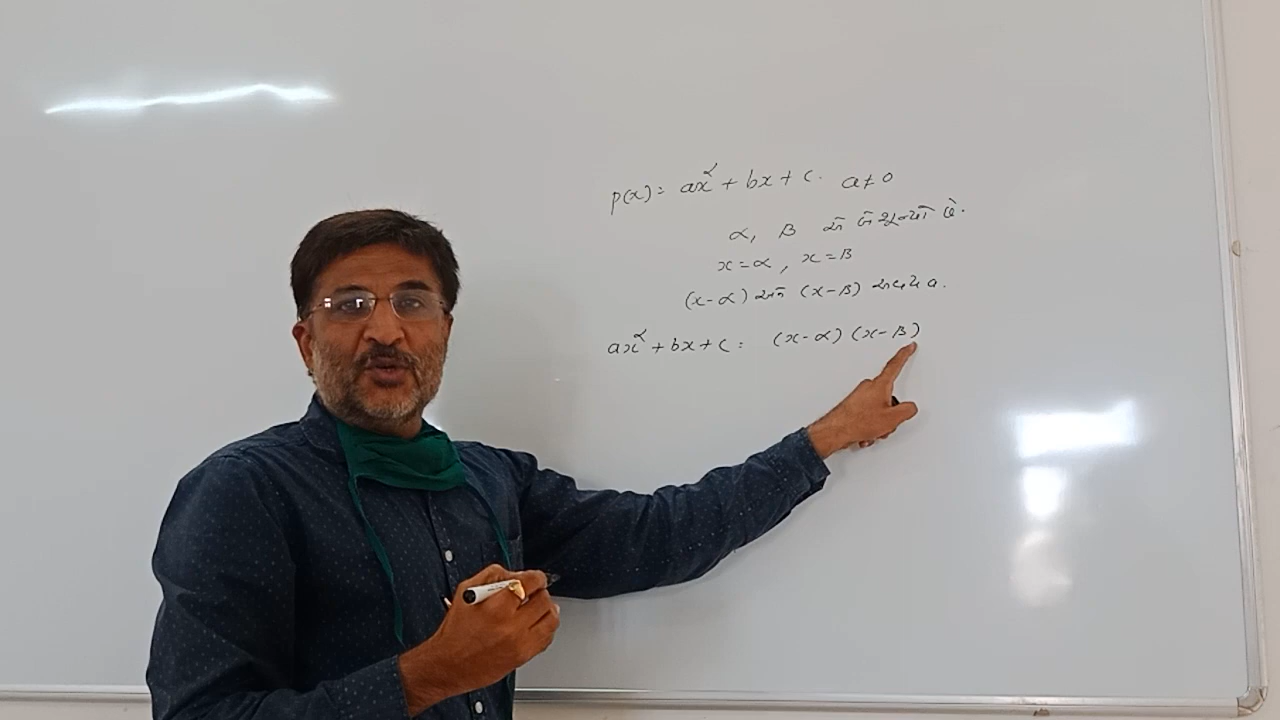 p(x) = ax² + bx + c. a ≠ 0
α, β એ બે શૂન્યો છે.
x = α, x = β
(x-α) અને (x-β) અવયવ
ax² + bx + c = (x-α) (x-β)